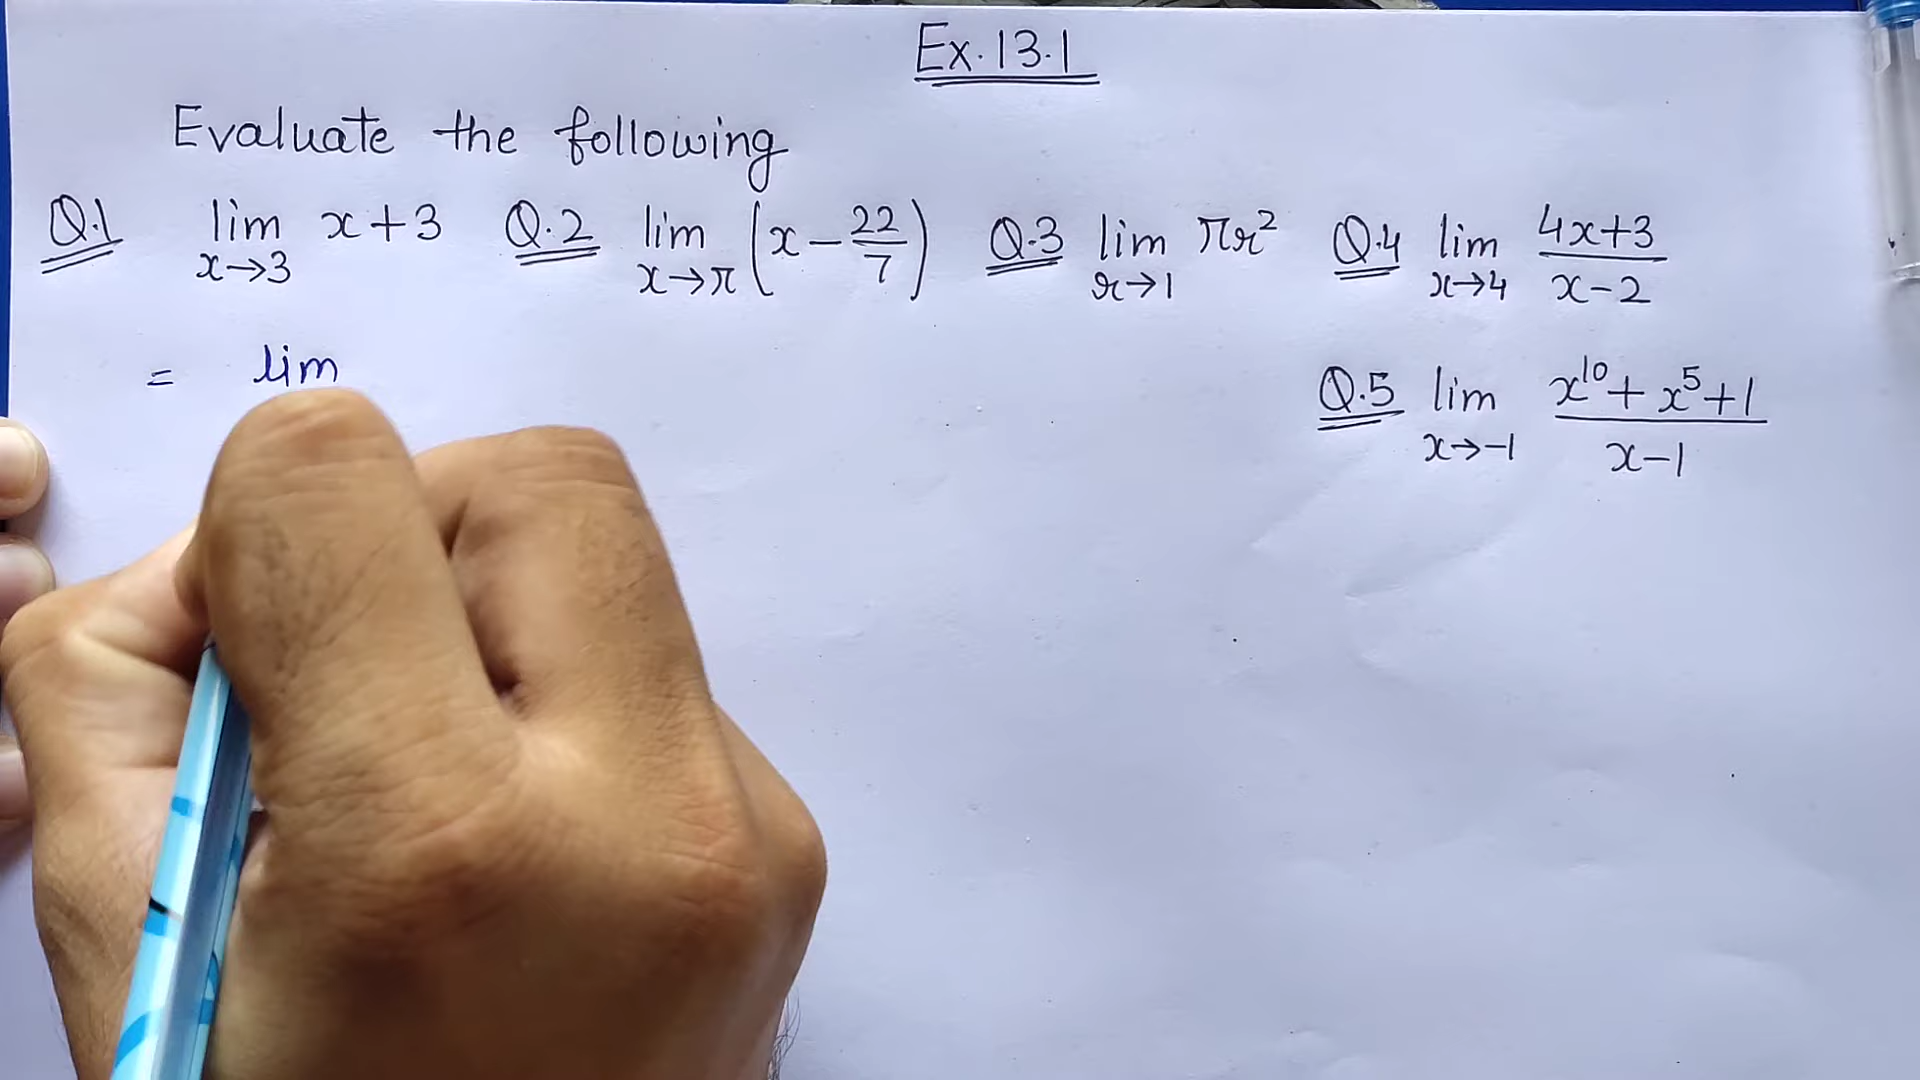 Ex.13.1
Evaluate the following
Q.1 lim x→3 x+3 Q.2 lim x→π (x-22/7) Q.3 lim r→1 πr² Q.4 lim x→4 4x+3/x-2
= lim
Q.5 lim x→-1 x¹⁰+x⁵+1/x-1